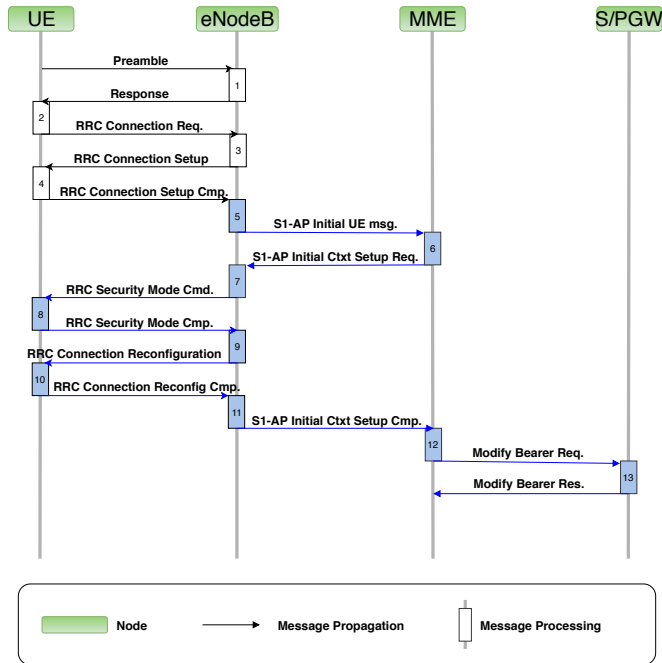 UE eNodeB MME S/PGW
Preamble
1
Response
2
RRC Connection Req.
3
RRC Connection Setup
4
RRC Connection Setup Cmp.
5
S1-AP Initial UE msg.
6
S1-AP Initial Ctxt Setup Req.
7
RRC Security Mode Cmd.
8
RRC Security Mode Cmp.
9
RRC Connection Reconfiguration
10
RRC Connection Reconfig Cmp.
11
S1-AP Initial Ctxt Setup Cmp.
12
Modify Bearer Req.
13
Modify Bearer Res.
Node Message Propagation Message Processing